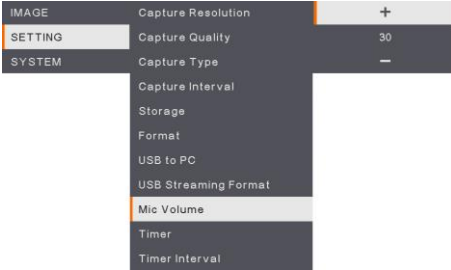 IMAGE
SETTING
SYSTEM
Capture Resolution
Capture Quality
Capture Type
Capture Interval
Storage
Format
USB to PC
USB Streaming Format
Mic Volume
Timer
Timer Interval
+
30
−